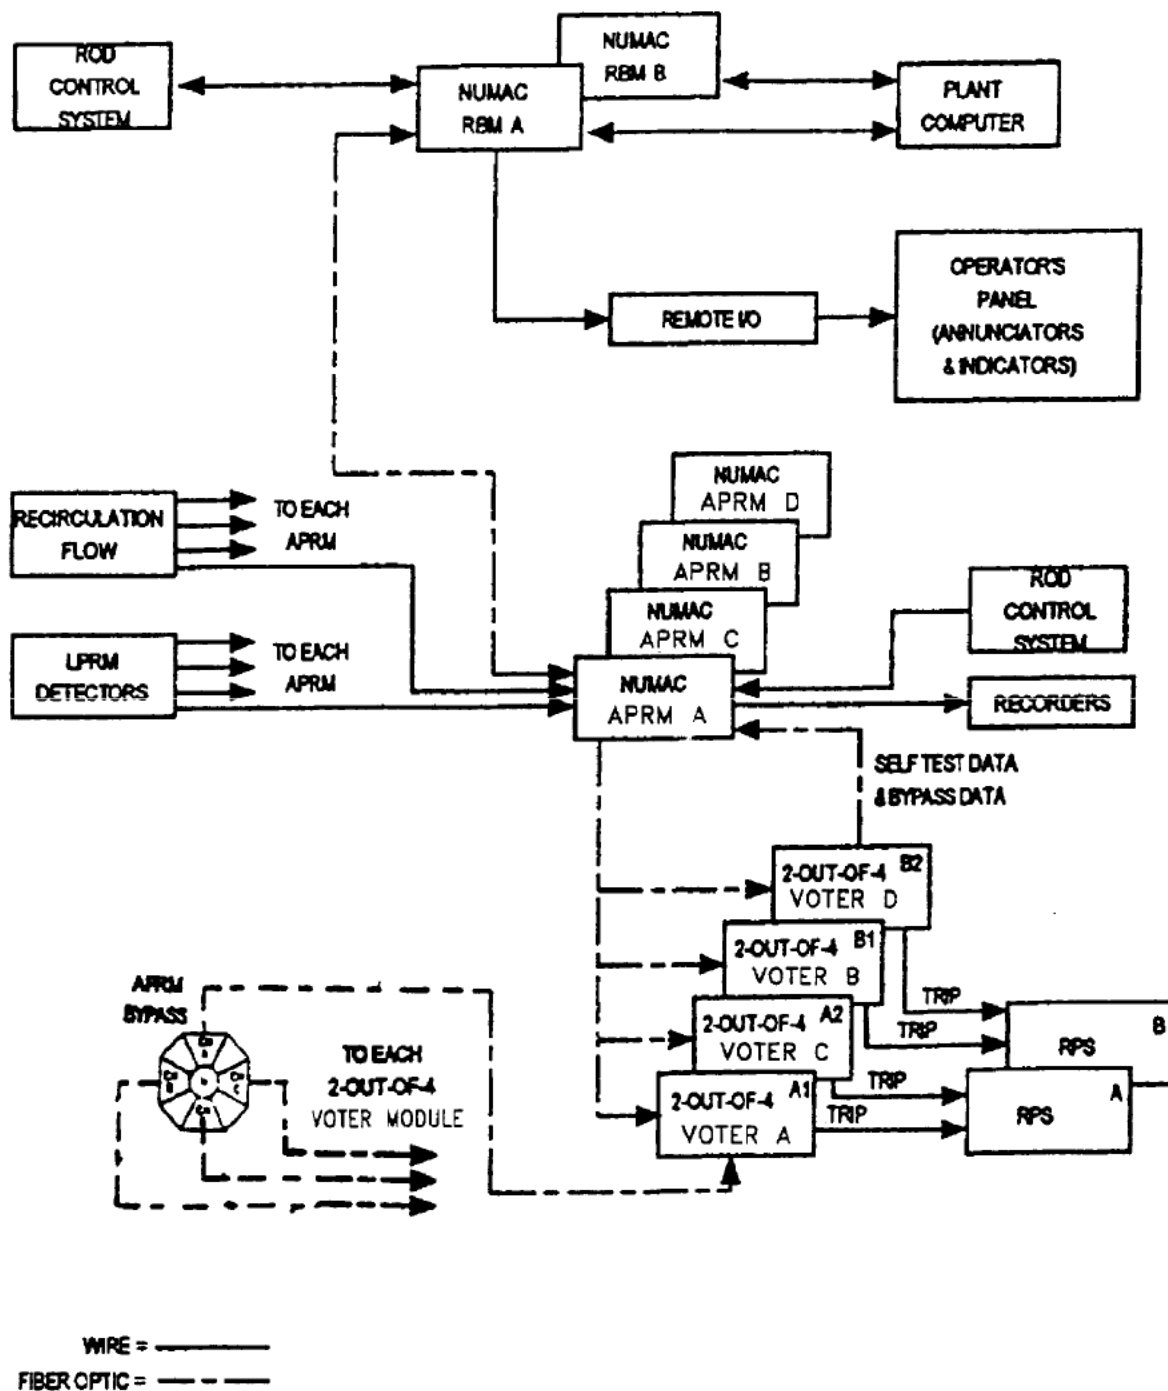 ROD
CONTROL
SYSTEM
NUMAC
RBM B
NUMAC
RBM A
PLANT
COMPUTER
REMOTE I/O
OPERATOR'S
PANEL
(ANNUNCIATORS
& INDICATORS)
RECIRCULATION
FLOW
TO EACH
APRM
NUMAC
APRM D
NUMAC
APRM B
NUMAC
APRM C
NUMAC
APRM A
LPRM
DETECTORS
TO EACH
APRM
ROD
CONTROL
SYSTEM
RECORDERS
SELF TEST DATA
& BYPASS DATA
2-OUT-OF-4 B2
VOTER D
2-OUT-OF-4 B1
VOTER B
2-OUT-OF-4 A2
VOTER C
2-OUT-OF-4 A1
VOTER A
TRIP
TRIP
TRIP
TRIP
B
RPS
A
RPS
APRM
BYPASS
TO EACH
2-OUT-OF-4
VOTER MODULE
WIRE =
FIBER OPTIC =